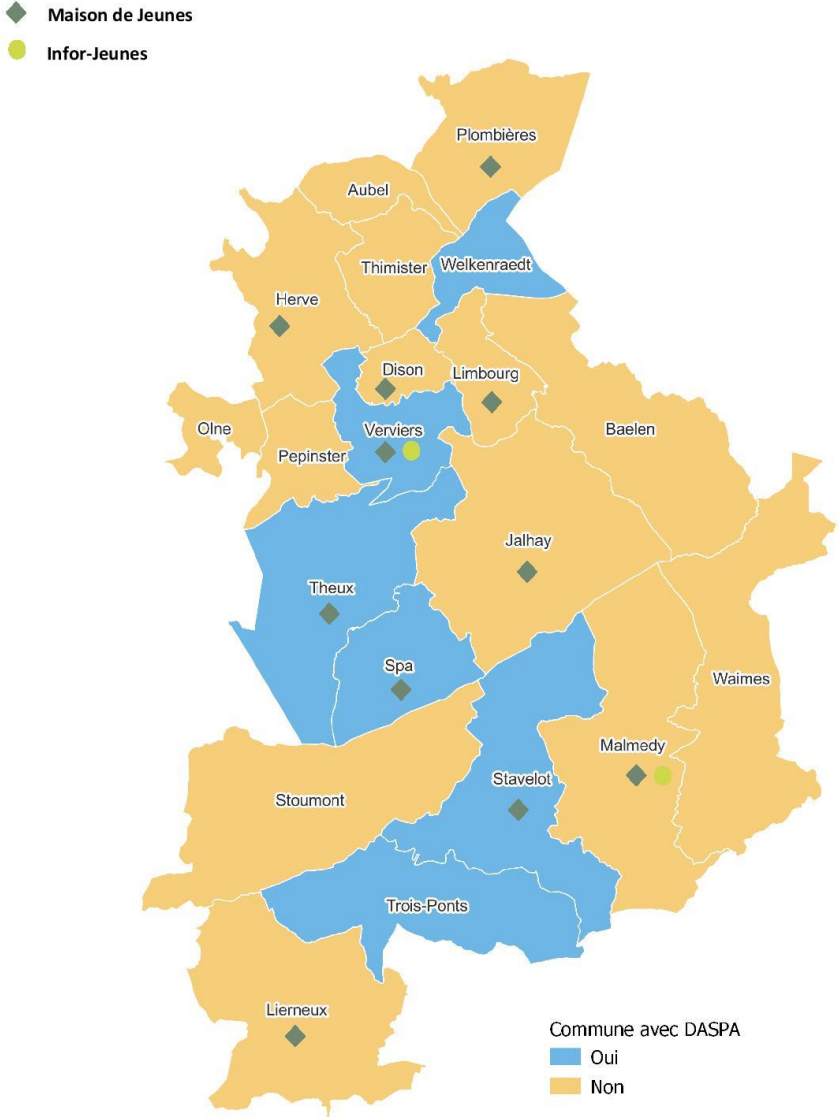 Maison de Jeunes
Infor-Jeunes
Plombières
Aubel
Thimister
Welkenraedt
Herve
Dison
Limbourg
Olne
Verviers
Baelen
Pepinster
Jalhay
Theux
Spa
Waimes
Malmedy
Stavelot
Stoumont
Trois-Ponts
Lierneux
Commune avec DASPA
Oui
Non